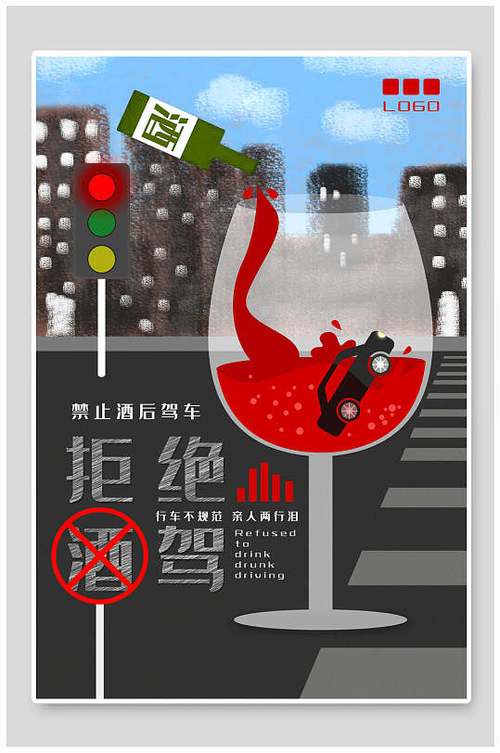 酒
LOGO
禁止酒后驾车
拒绝
酒驾
行车不规范 亲人两行泪
Refused
to
drink
drunk
driving